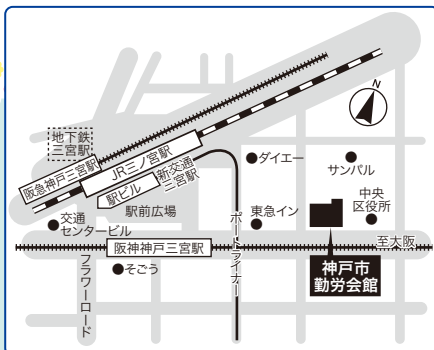 N
地下鉄
三宮駅
阪急神戸三宮駅
JR三ノ宮駅
駅ビル
新交通
三宮駅
ダイエー
サンパル
駅前広場
中央
区役所
東急イン
交通
センタービル
ポートライナー
阪神神戸三宮駅
至大阪
そごう
フラワーロード
神戸市
勤労会館